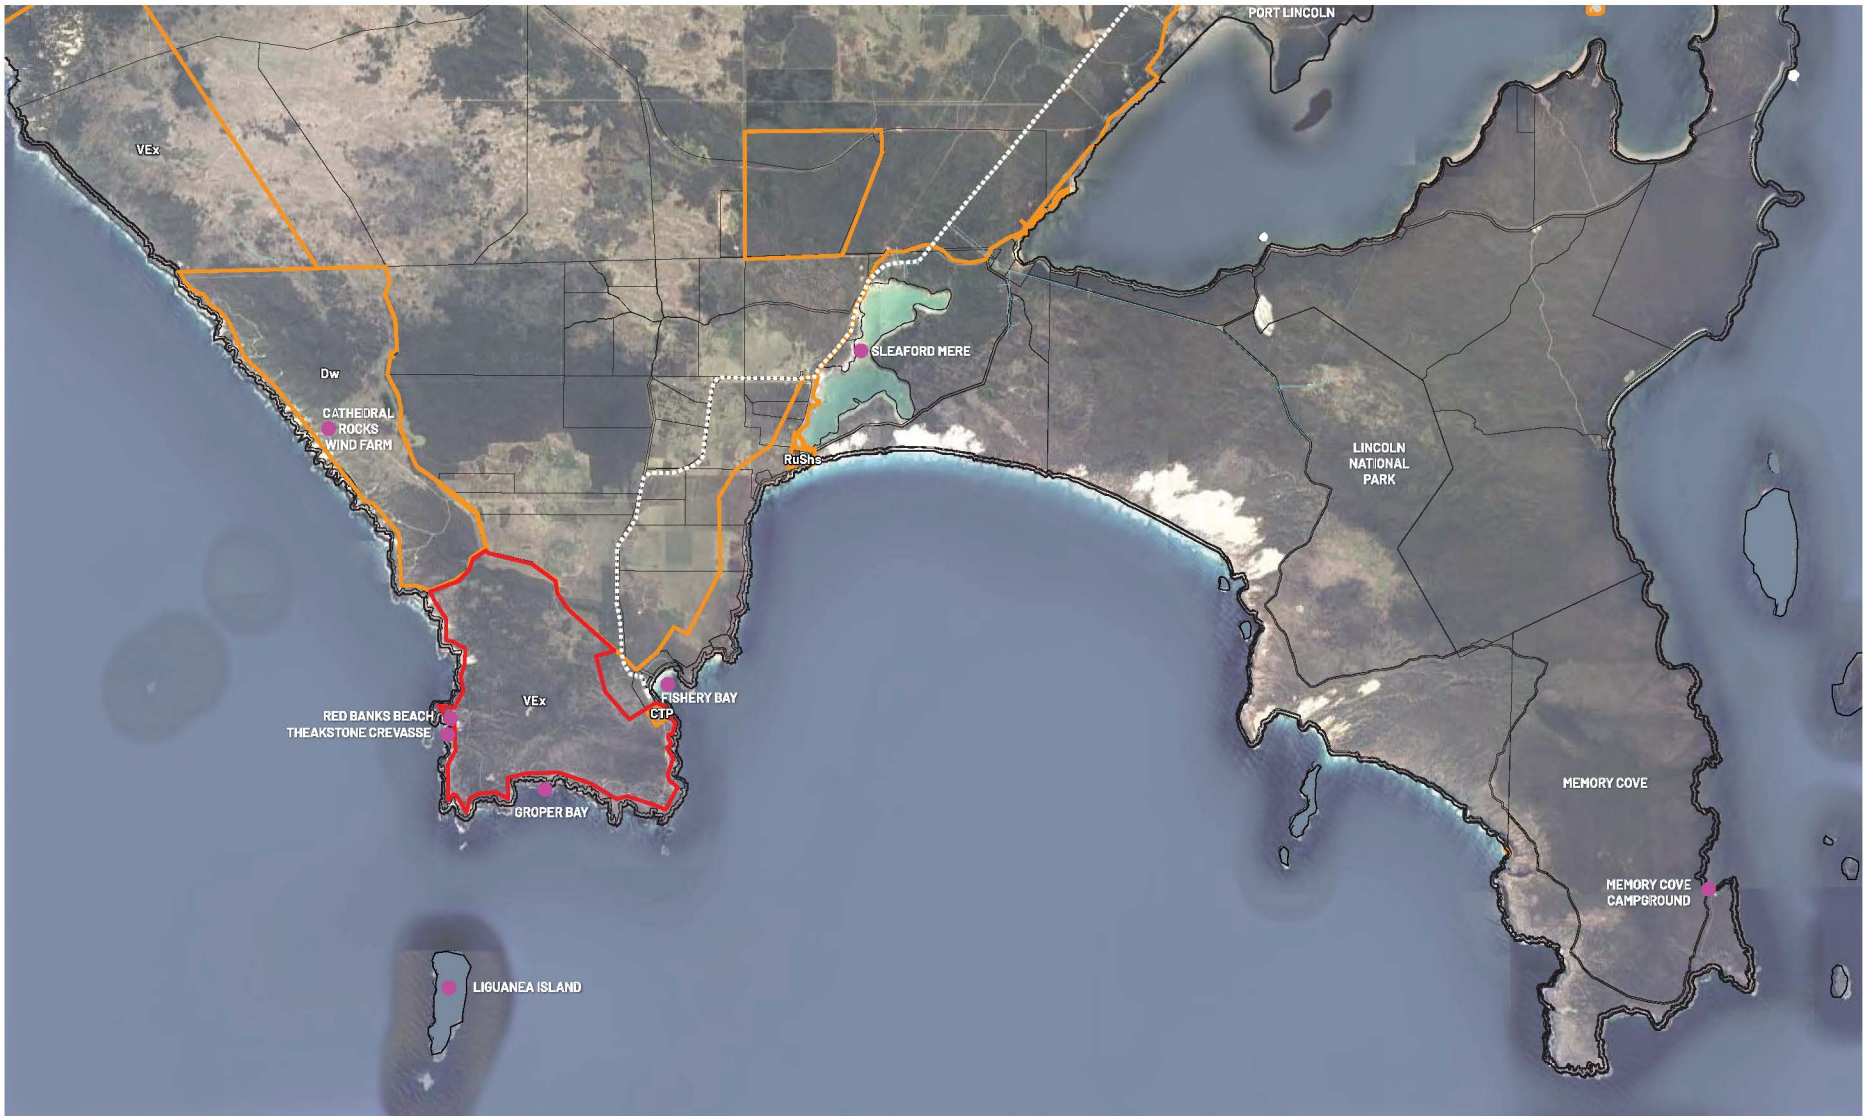 PORT LINCOLN
VEx
SLEAFORD MERE
Dw
CATHEDRAL
ROCKS
WIND FARM
RuShs
LINCOLN
NATIONAL
PARK
FISHERY BAY
VEx
CTP
RED BANKS BEACH
THEAKSTONE CREVASSE
GROPER BAY
MEMORY COVE
MEMORY COVE
CAMPGROUND
LIGUANEA ISLAND